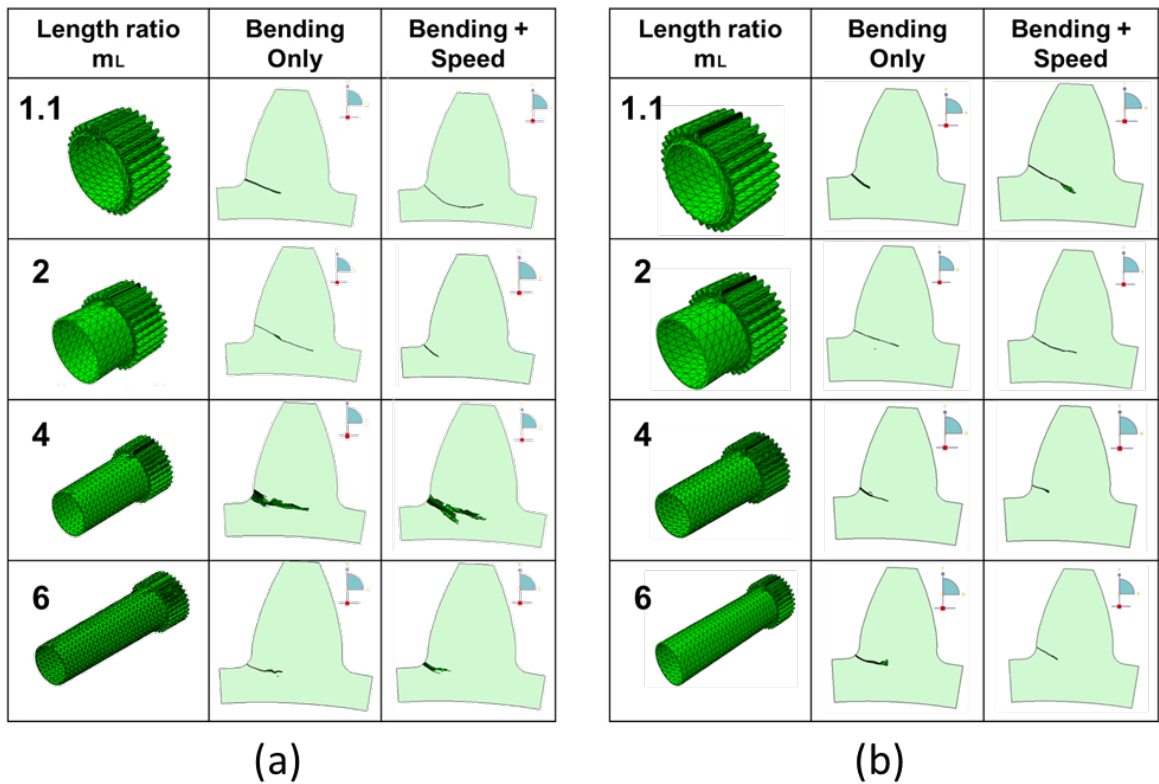 Length ratio
mL
Bending
Only
Bending +
Speed
1.1
2
4
6
(a)
Length ratio
mL
Bending
Only
Bending +
Speed
1.1
2
4
6
(b)